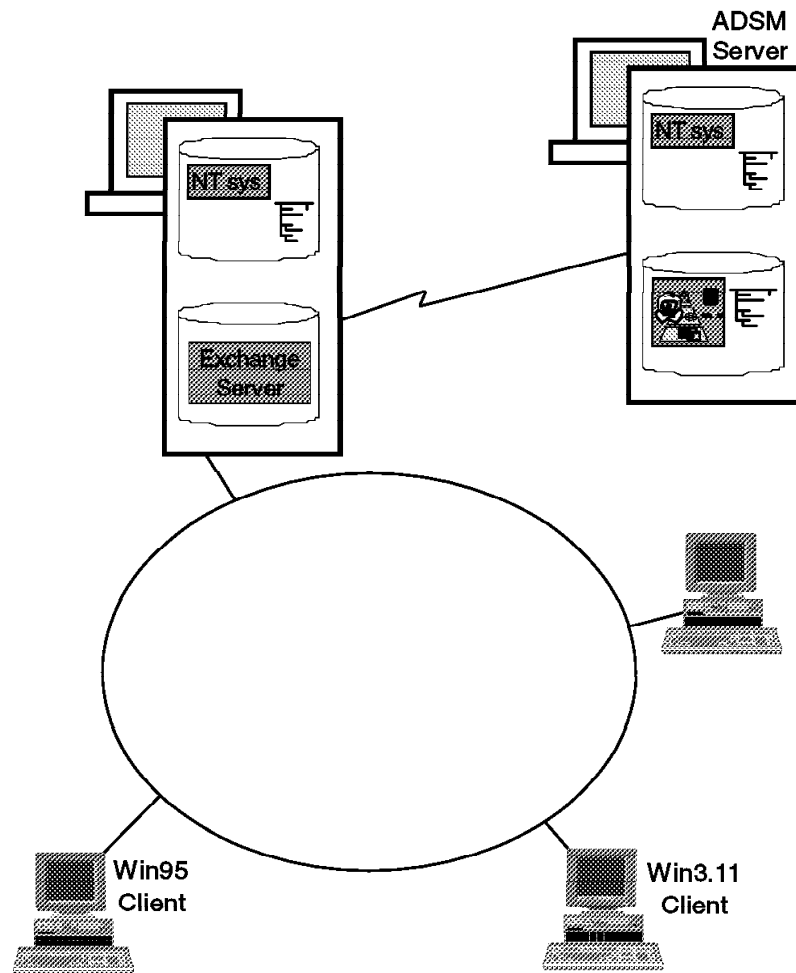 ADSM
Server
NT sys
NT sys
Exchange
Server
Win95
Client
Win3.11
Client